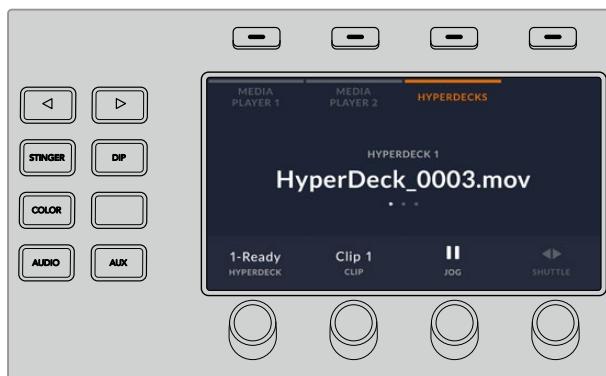 MEDIA
PLAYER 1
MEDIA
PLAYER 2
HYPERDECKS
HYPERDECK 1
HyperDeck_0003.mov
STINGER
DIP
COLOR
AUDIO
AUX
1-Ready
HYPERDECK
Clip 1
CLIP
JOG
SHUTTLE